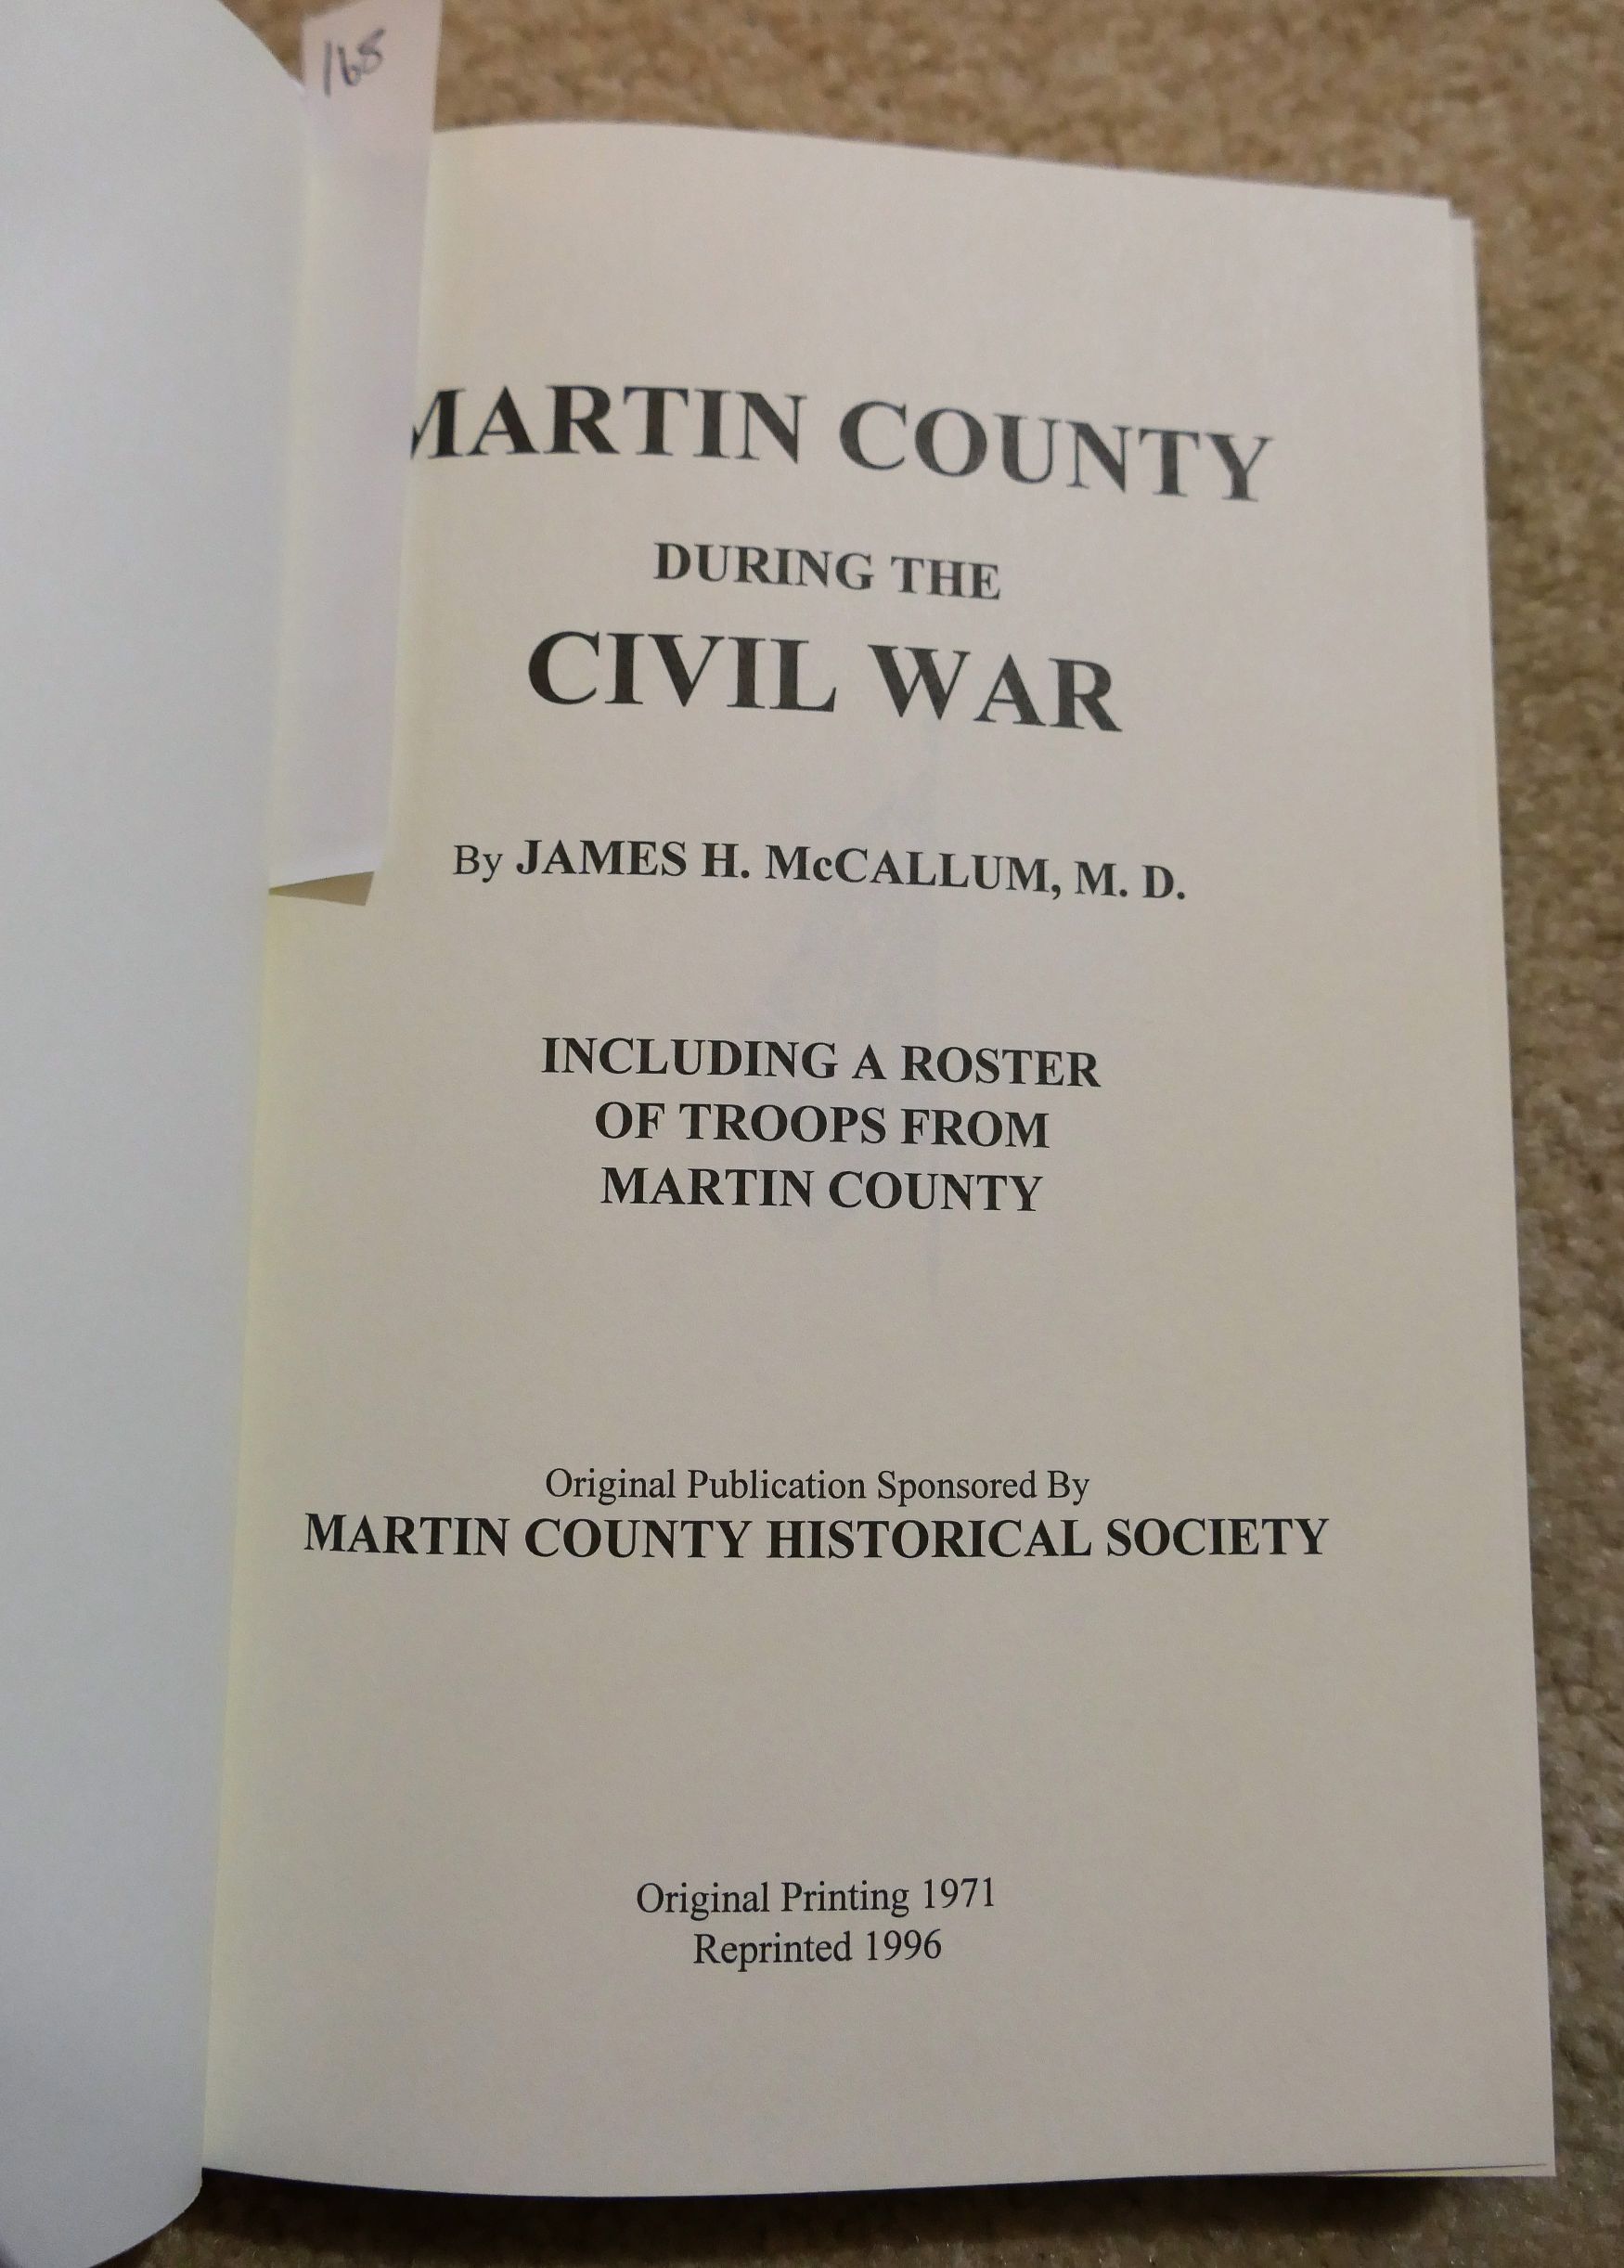 168
MARTIN COUNTY
DURING THE
CIVIL WAR
By JAMES H. McCALLUM, M. D.
INCLUDING A ROSTER
OF TROOPS FROM
MARTIN COUNTY
Original Publication Sponsored By
MARTIN COUNTY HISTORICAL SOCIETY
Original Printing 1971
Reprinted 1996